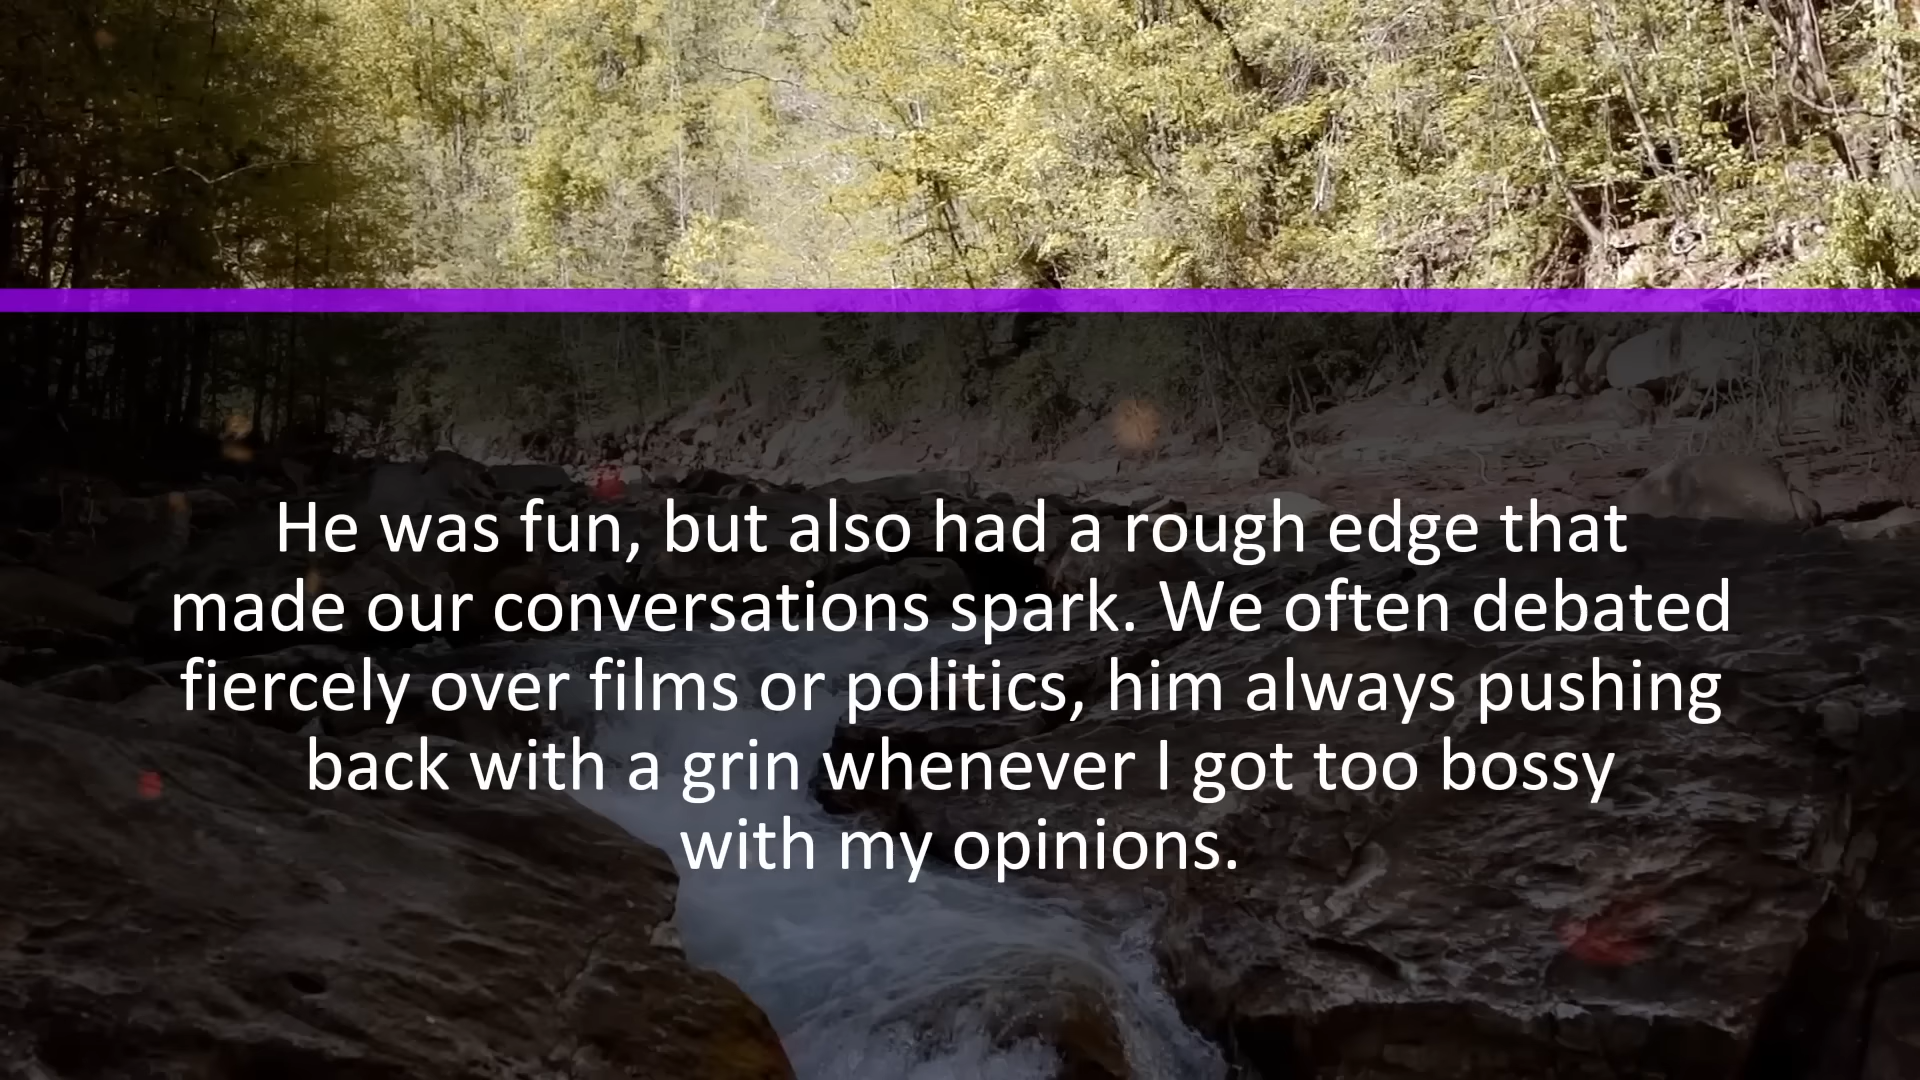 He was fun, but also had a rough edge that
made our conversations spark. We often debated
fiercely over films or politics, him always pushing
back with a grin whenever I got too bossy
with my opinions.